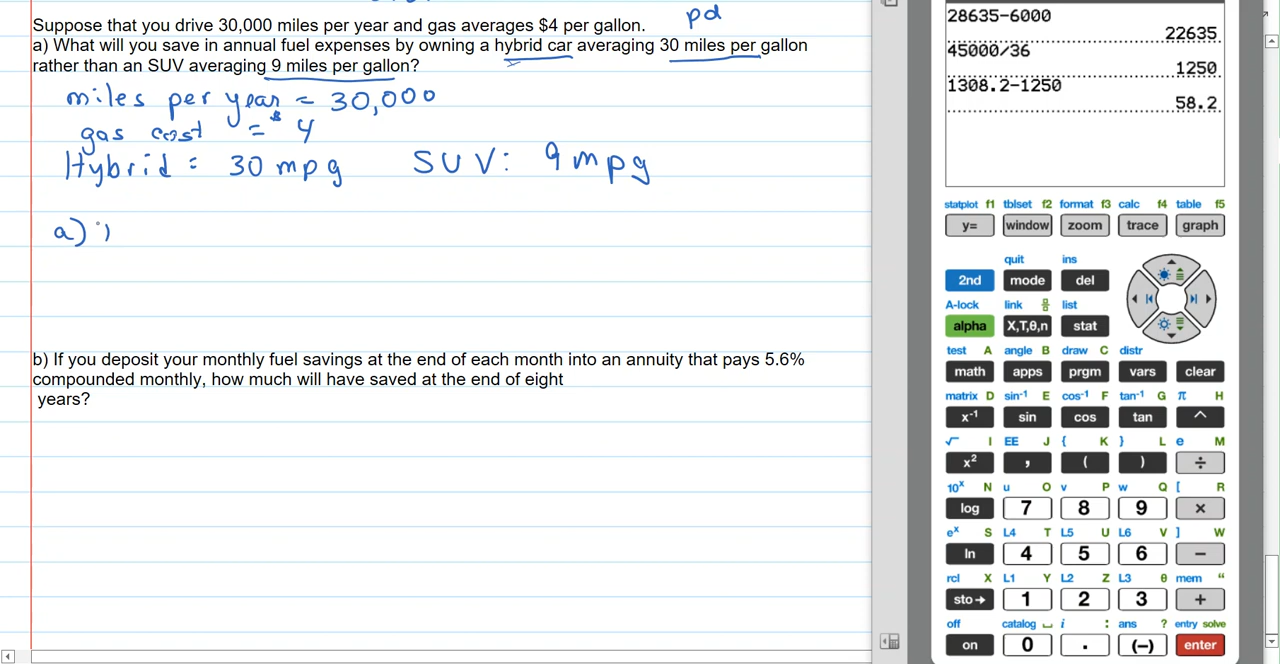 Suppose that you drive 30,000 miles per year and gas averages $4 per gallon.
pd
a) What will you save in annual fuel expenses by owning a hybrid car averaging 30 miles per gallon
rather than an SUV averaging 9 miles per gallon?
miles per year = 30,000
gas cost = $4
Hybrid = 30 mpg SUV: 9 mpg
a)
b) If you deposit your monthly fuel savings at the end of each month into an annuity that pays 5.6%
compounded monthly, how much will have saved at the end of eight
years?
28635-6000
22635
45000/36
1250
1308.2-1250
58.2
statplot f1 tblset f2 format f3 calc f4 table f5
y= window zoom trace graph
quit ins
2nd mode del
A-lock link list
alpha X,T,θ,n stat
test A angle B draw C distr
math apps prgm vars clear
matrix D sin⁻¹ E cos⁻¹ F tan⁻¹ G π H
x⁻¹ sin cos tan ^
√ I EE J { K } L e M
x² , ( ) ÷
10ˣ N u O v P w Q [ R
log 7 8 9 ×
eˣ S L4 T L5 U L6 V ] W
ln 4 5 6 −
rcl X L1 Y L2 Z L3 θ mem "
sto→ 1 2 3 +
off catalog i : ans ? entry solve
on 0 . (−) enter